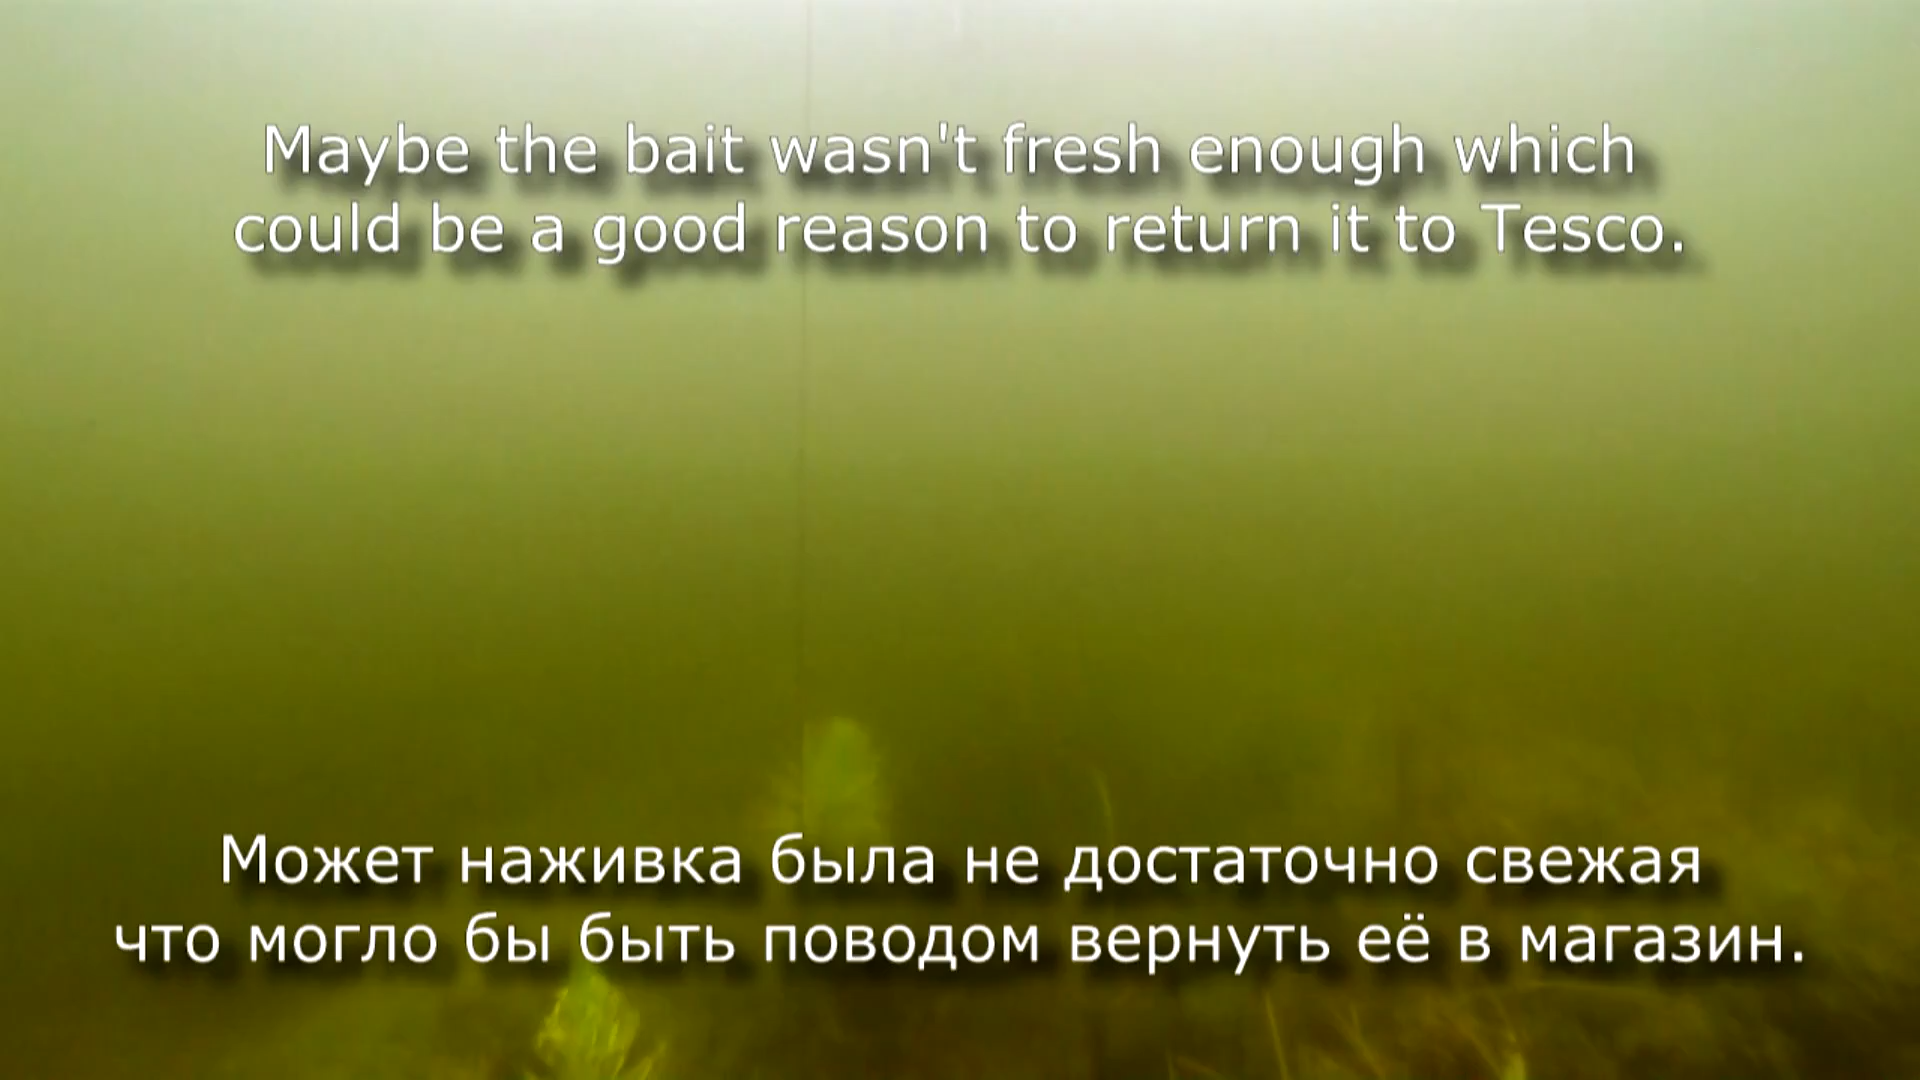 Maybe the bait wasn't fresh enough which
could be a good reason to return it to Tesco.
Может наживка была не достаточно свежая
что могло бы быть поводом вернуть её в магазин.